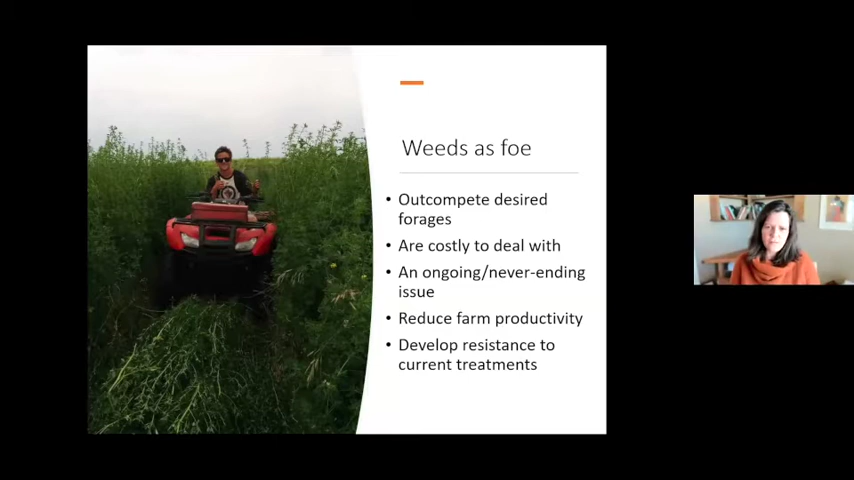 Weeds as foe
• Outcompete desired
forages
• Are costly to deal with
• An ongoing/never-ending
issue
• Reduce farm productivity
• Develop resistance to
current treatments